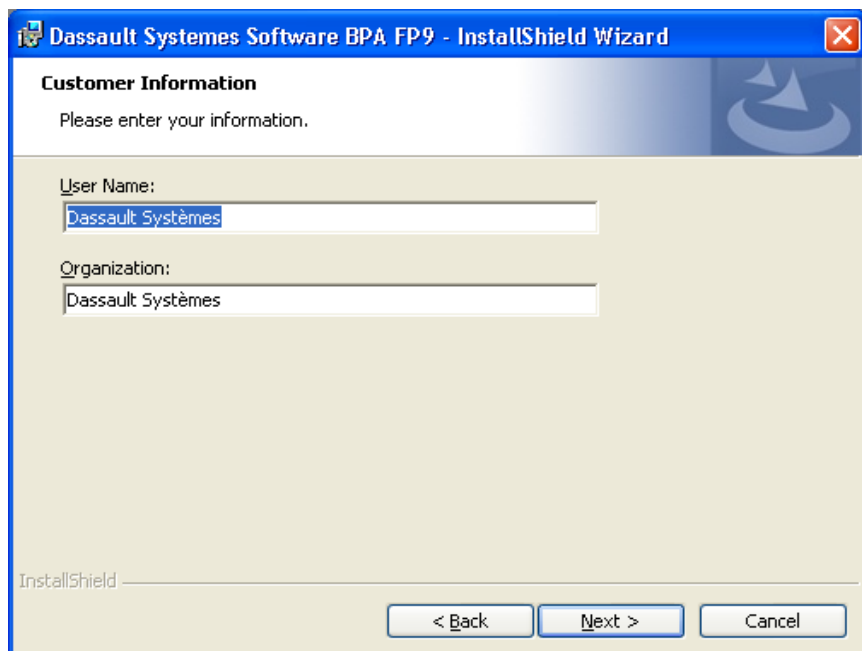 Dassault Systemes Software BPA FP9 - InstallShield Wizard
Customer Information
Please enter your information.
User Name:
Dassault Systèmes
Organization:
Dassault Systèmes
InstallShield
< Back Next > Cancel